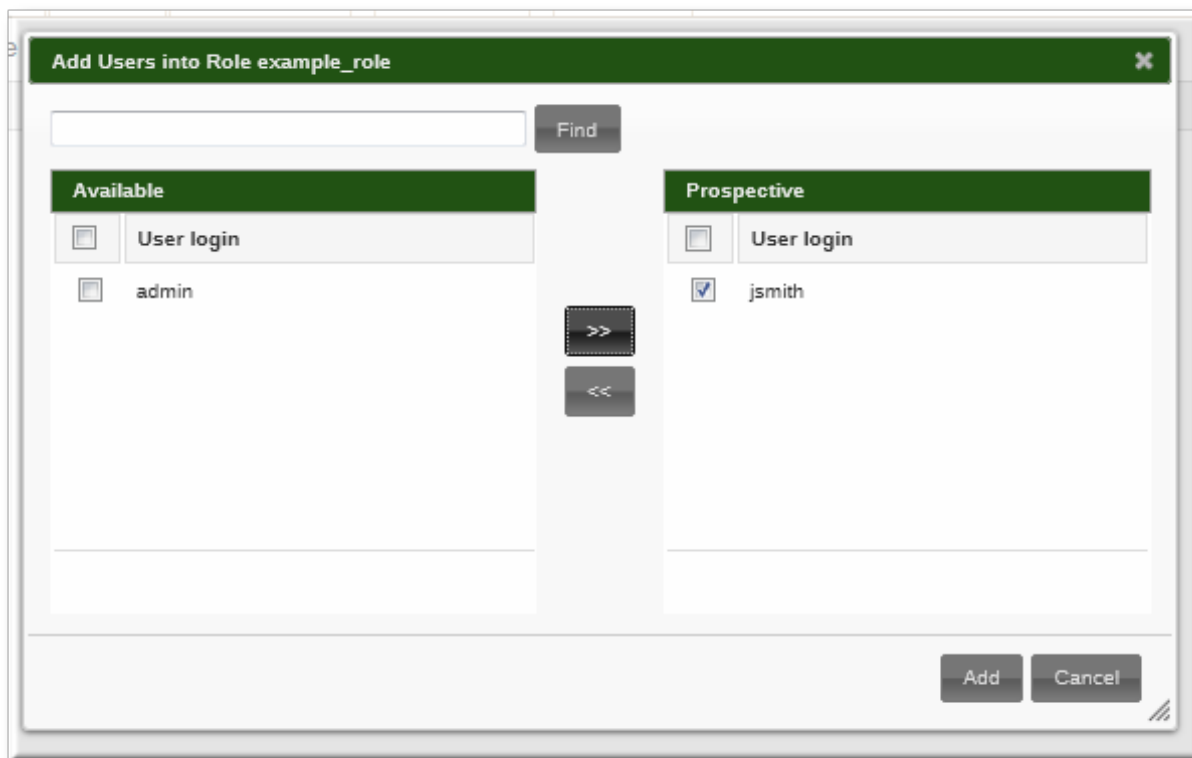 e
Add Users into Role example_role
Find
Available
Prospective
User login
User login
admin
jsmith
>>
<<
Add Cancel